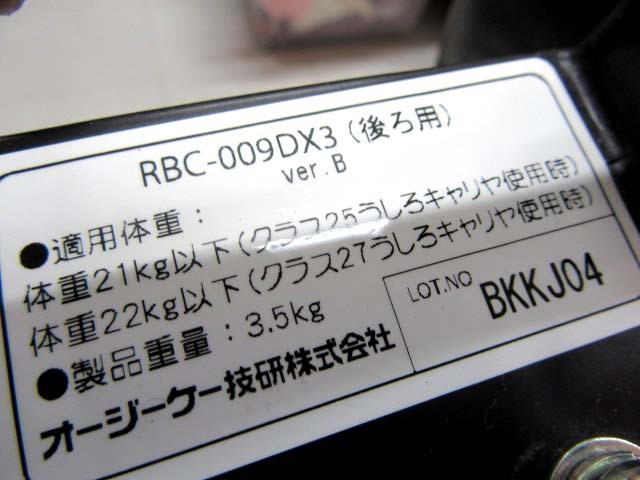 RBC-009DX3（後ろ用）
ver.B
●適用体重：
体重21kg以下（クラス25うしろキャリヤ使用時）
体重22kg以下（クラス27うしろキャリヤ使用時）
●製品重量：3.5kg
オージーケー技研株式会社
LOT.NO BKKJ04